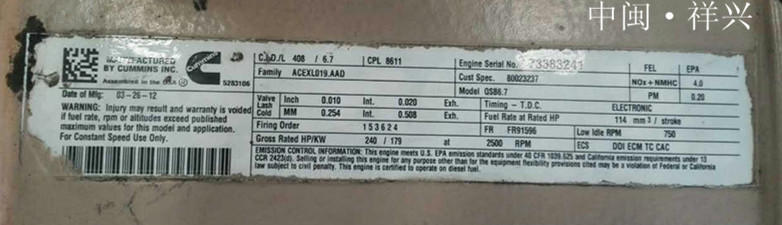 中闽·祥兴
MANUFACTURED
BY CUMMINS INC.
Assembled in the U.S.A.
Cummins
5283106
Date of Mfg. 03-26-12
WARNING: Injury may result and warranty is voided
if fuel rate, rpm or altitudes exceed published
maximum values for this model and application.
For Constant Speed Use Only.
C.I.D./L 408 / 6.7 CPL 8611
Family ACEXL019.AAD
Engine Serial No. 73383241
Cust Spec. 80023237
Model QSB6.7
FEL EPA
NOx + NMHC 4.0
PM 0.20
Valve Lash Cold
Inch 0.010 Int. 0.020 Exh.
MM 0.254 Int. 0.508 Exh.
Timing - T.D.C. ELECTRONIC
Fuel Rate at Rated HP 114 mm³ / stroke
Firing Order 153624
FR FR91596 Low Idle RPM 750
Gross Rated HP/KW 240 / 179 at 2500 RPM
ECS DDI ECM TC CAC
EMISSION CONTROL INFORMATION: This engine meets U.S. EPA emission standards under 40 CFR 1039.625 and California emission requirements under 13
CCR 2423(d). Selling or installing this engine for any purpose other than for the equipment flexibility provisions cited may be a violation of Federal or California
law subject to civil penalty. This engine is certified to operate on diesel fuel.